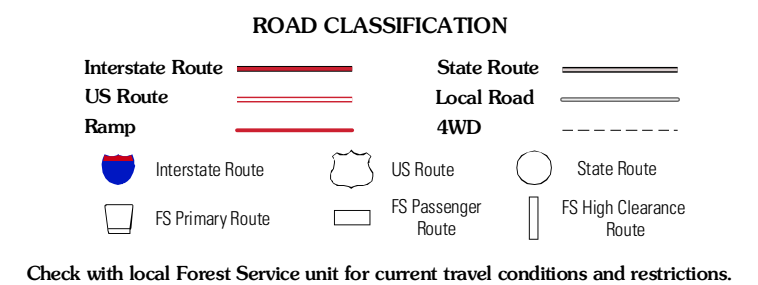 ROAD CLASSIFICATION
Interstate Route
State Route
US Route
Local Road
Ramp
4WD
Interstate Route
US Route
State Route
FS Primary Route
FS Passenger
Route
FS High Clearance
Route
Check with local Forest Service unit for current travel conditions and restrictions.